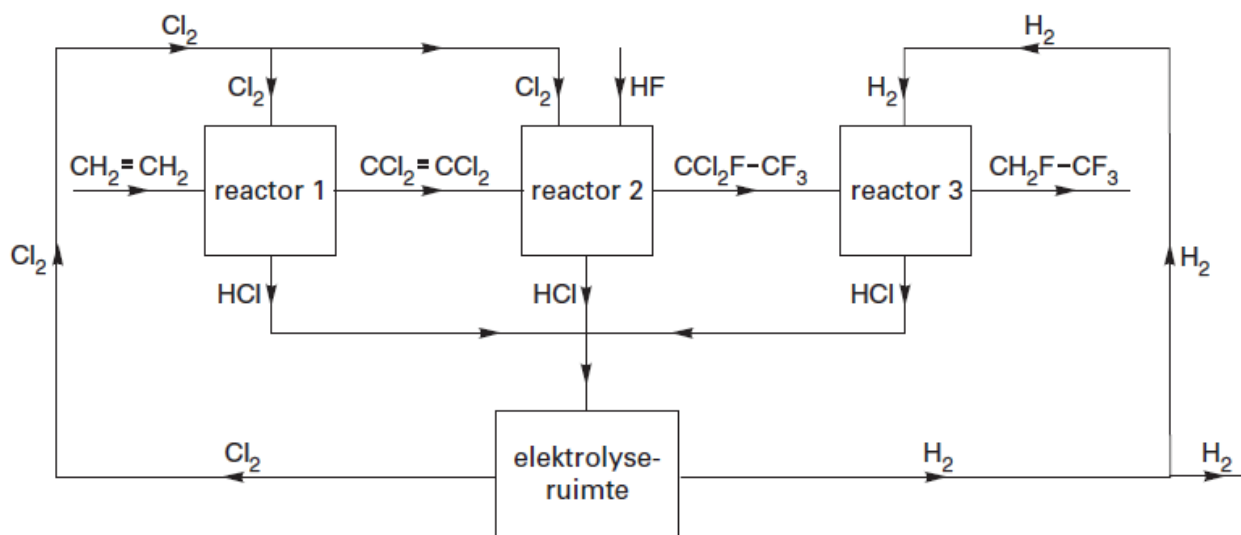 Cl₂
H₂
Cl₂
Cl₂
HF
H₂
CH₂=CH₂
reactor 1
CCl₂=CCl₂
reactor 2
CCl₂F–CF₃
reactor 3
CH₂F–CF₃
Cl₂
H₂
HCl
HCl
HCl
Cl₂
elektrolyse-
ruimte
H₂
H₂